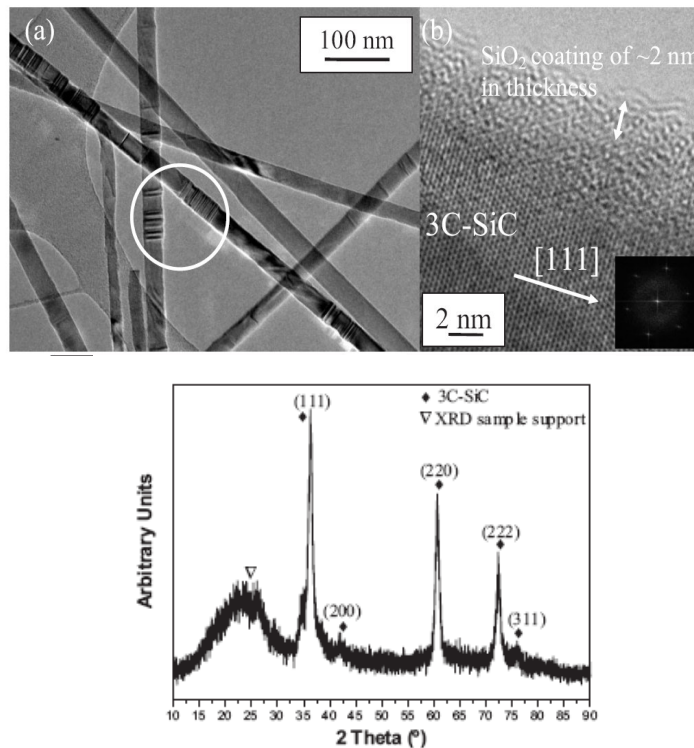 (a)
100 nm
(b)
SiO₂ coating of ~2 nm
in thickness
3C-SiC
[111]
2 nm
Arbitrary Units
(111)
(200)
(220)
(222)
(311)
♦ 3C-SiC
∇ XRD sample support
10 15 20 25 30 35 40 45 50 55 60 65 70 75 80 85 90
2 Theta (º)